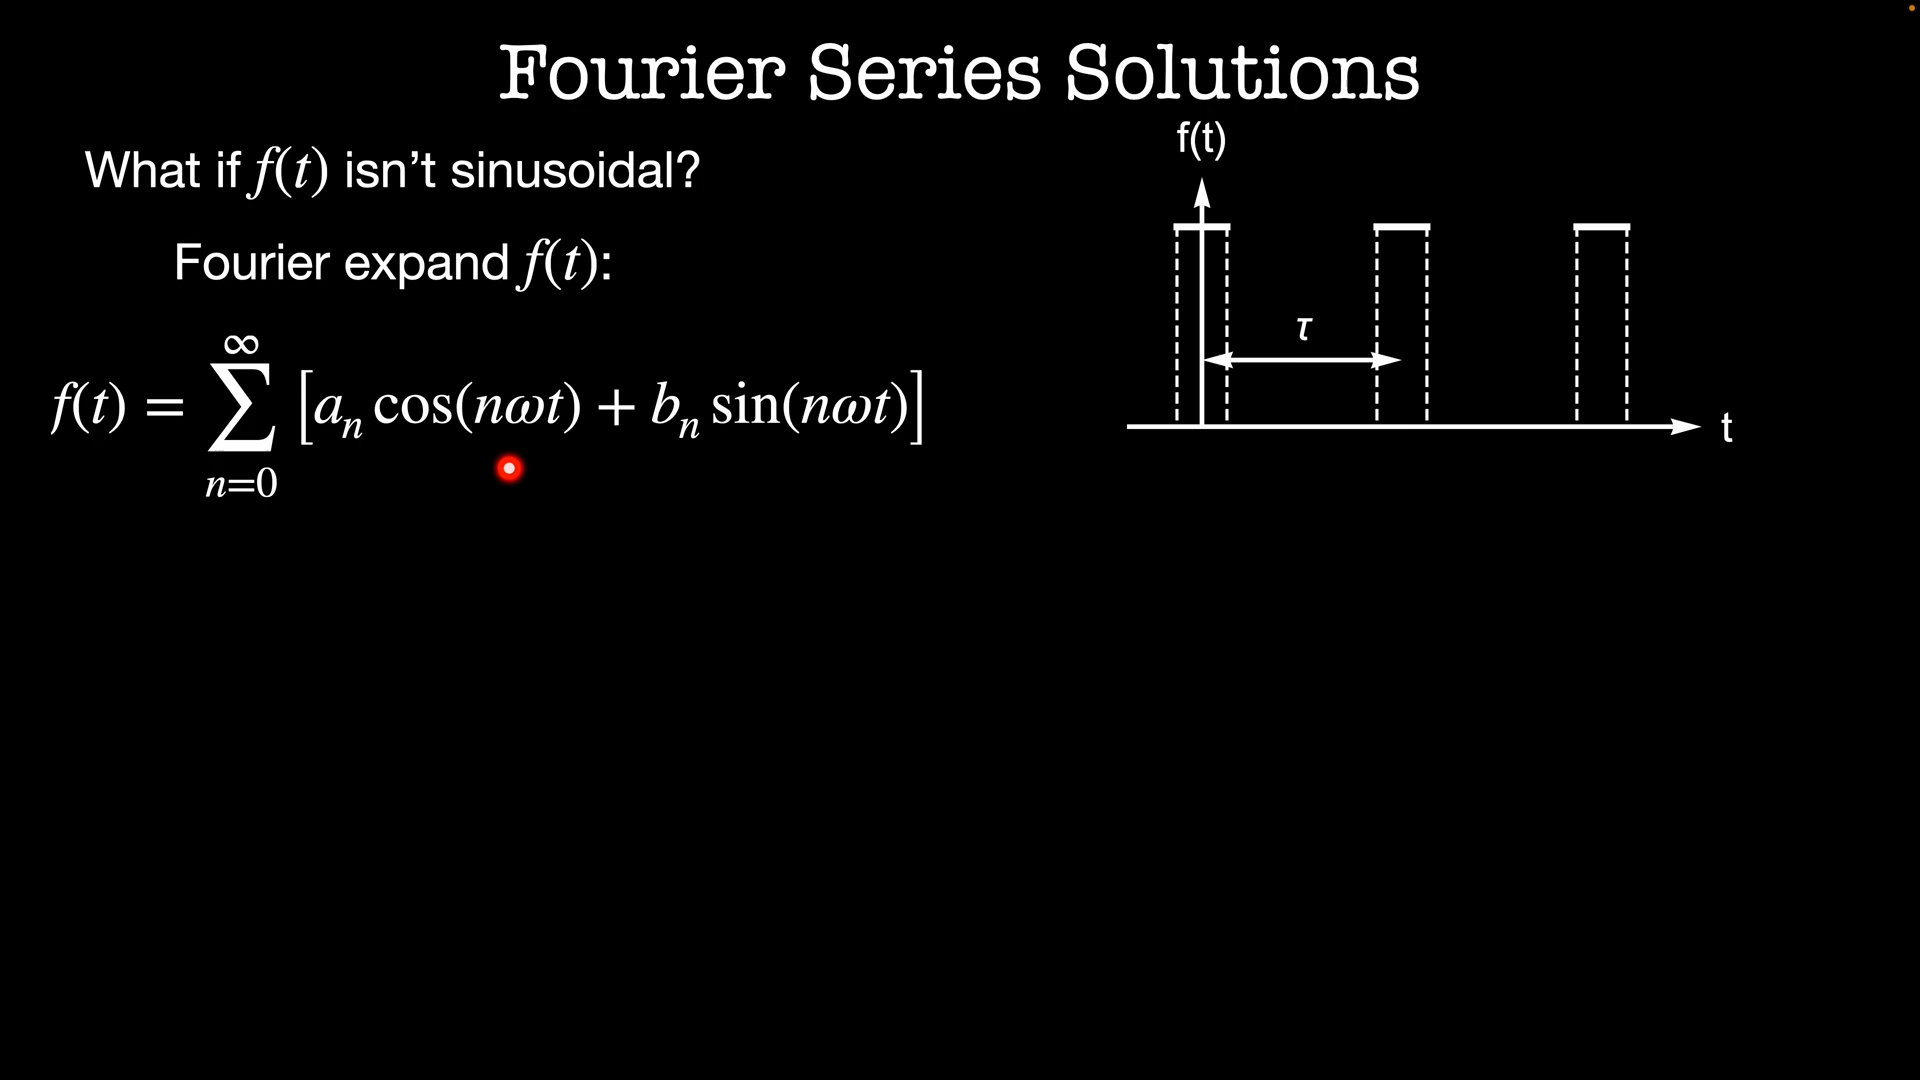 Fourier Series Solutions
What if f(t) isn’t sinusoidal?
Fourier expand f(t):
f(t) = ∑_{n=0}^{∞} [a_n cos(nωt) + b_n sin(nωt)]
f(t)
τ
t